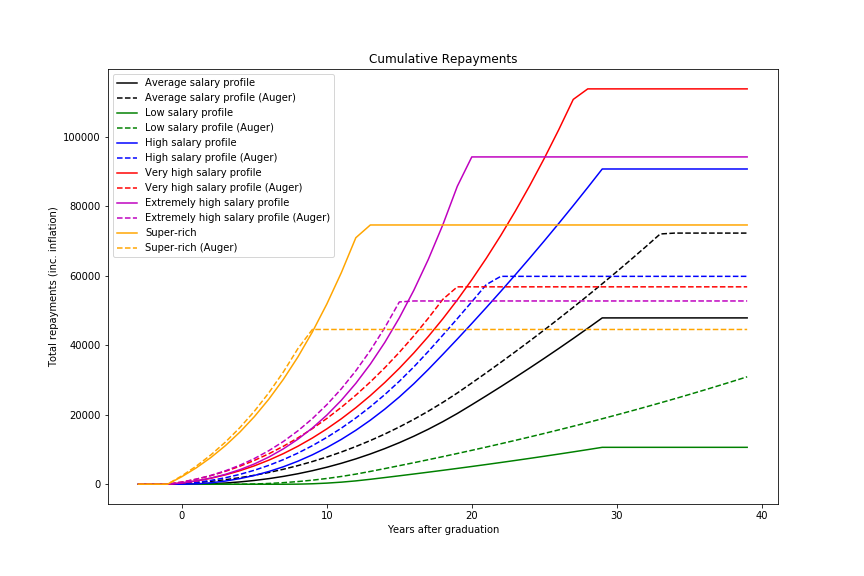 Cumulative Repayments
Average salary profile
Average salary profile (Auger)
Low salary profile
Low salary profile (Auger)
High salary profile
High salary profile (Auger)
Very high salary profile
Very high salary profile (Auger)
Extremely high salary profile
Extremely high salary profile (Auger)
Super-rich
Super-rich (Auger)
Total repayments (inc. inflation)
100000
80000
60000
40000
20000
0
0 10 20 30 40
Years after graduation